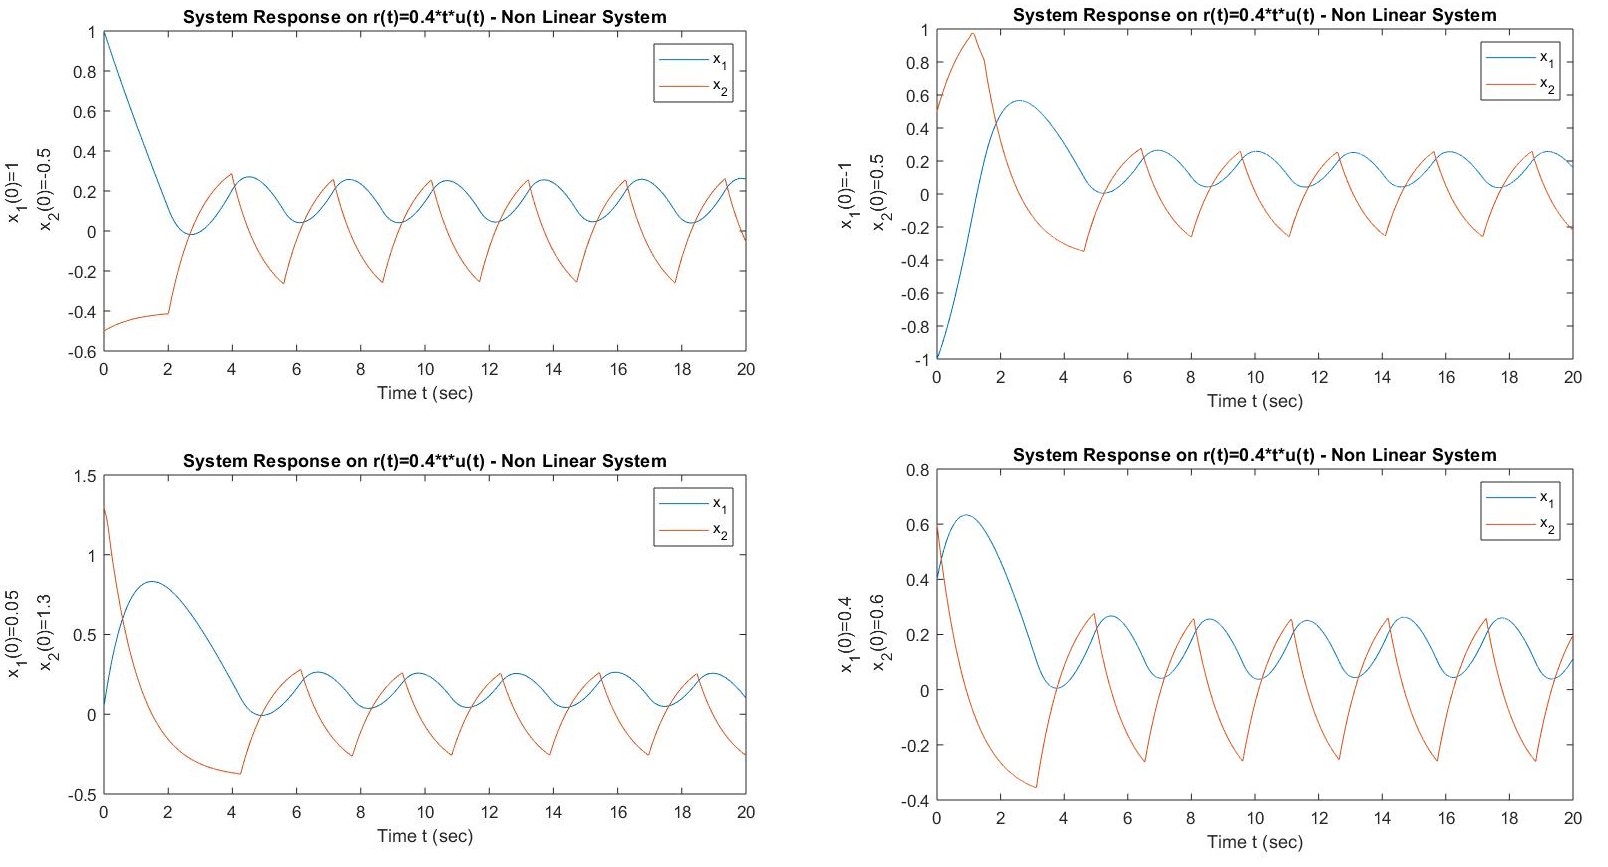 System Response on r(t)=0.4*t*u(t) - Non Linear System
x1(0)=1
x2(0)=-0.5
1
0.8
0.6
0.4
0.2
0
-0.2
-0.4
-0.6
x1
x2
0 2 4 6 8 10 12 14 16 18 20
Time t (sec)
System Response on r(t)=0.4*t*u(t) - Non Linear System
x1(0)=-1
x2(0)=0.5
1
0.8
0.6
0.4
0.2
0
-0.2
-0.4
-0.6
-0.8
-1
x1
x2
0 2 4 6 8 10 12 14 16 18 20
Time t (sec)
System Response on r(t)=0.4*t*u(t) - Non Linear System
x1(0)=0.05
x2(0)=1.3
1.5
1
0.5
0
-0.5
x1
x2
0 2 4 6 8 10 12 14 16 18 20
Time t (sec)
System Response on r(t)=0.4*t*u(t) - Non Linear System
x1(0)=0.4
x2(0)=0.6
0.8
0.6
0.4
0.2
0
-0.2
-0.4
x1
x2
0 2 4 6 8 10 12 14 16 18 20
Time t (sec)